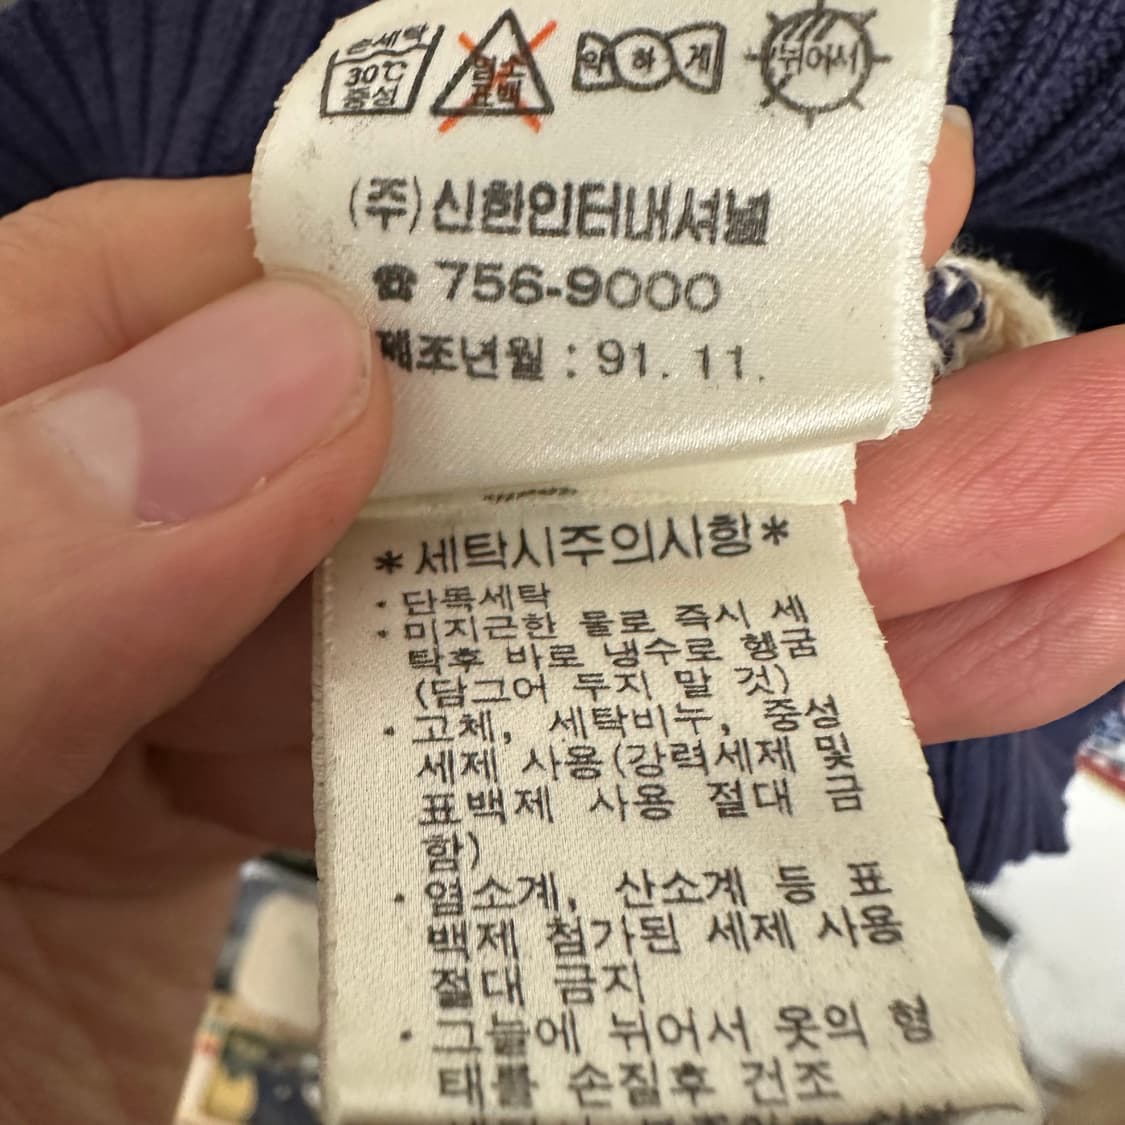 손세탁
30℃
중성
염소
표백
약하게
뉘어서
(주)신한인터내셔널
☎ 756-9000
제조년월 : 91. 11.
*세탁시주의사항*
· 단독세탁
· 미지근한 물로 즉시 세
탁후 바로 냉수로 헹굼
(담그어 두지 말 것)
· 고체, 세탁비누, 중성
세제 사용(강력세제 및
표백제 사용 절대 금
함)
· 염소계, 산소계 등 표
백제 첨가된 세제 사용
절대 금지
· 그늘에 뉘어서 옷의 형
태를 손질후 건조